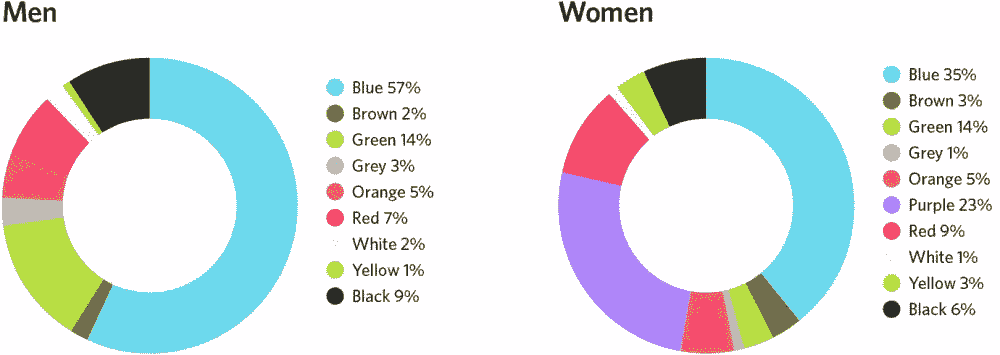 Men
Blue 57%
Brown 2%
Green 14%
Grey 3%
Orange 5%
Red 7%
White 2%
Yellow 1%
Black 9%
Women
Blue 35%
Brown 3%
Green 14%
Grey 1%
Orange 5%
Purple 23%
Red 9%
White 1%
Yellow 3%
Black 6%